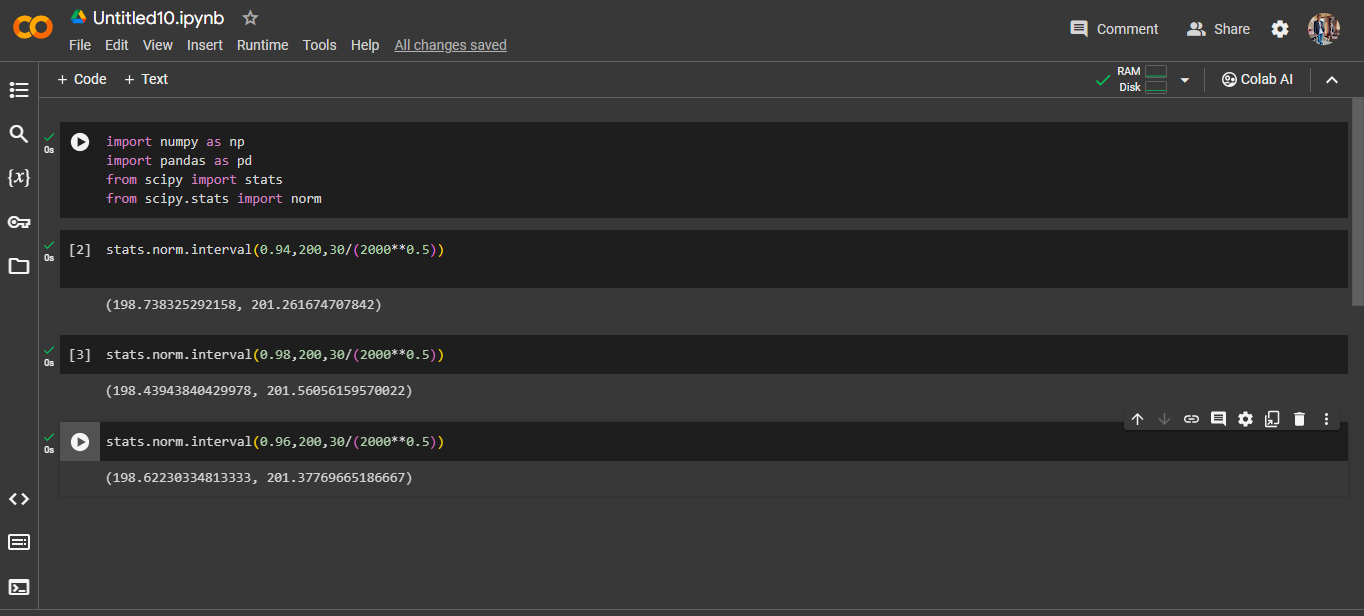 Untitled10.ipynb
File Edit View Insert Runtime Tools Help All changes saved
Comment Share
+ Code + Text
RAM
Disk
Colab AI
{x}
0s
import numpy as np
import pandas as pd
from scipy import stats
from scipy.stats import norm
0s
[2] stats.norm.interval(0.94,200,30/(2000**0.5))
(198.738325292158, 201.261674707842)
0s
[3] stats.norm.interval(0.98,200,30/(2000**0.5))
(198.43943840429978, 201.56056159570022)
0s
stats.norm.interval(0.96,200,30/(2000**0.5))
(198.62230334813333, 201.37769665186667)